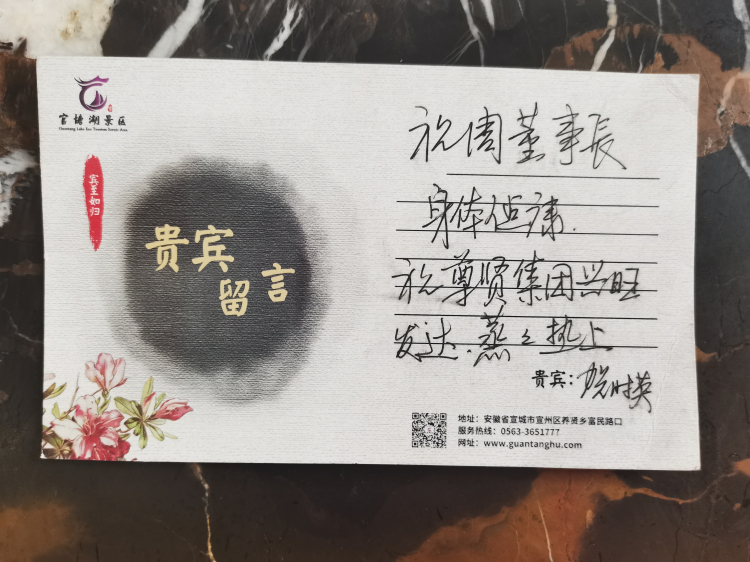 官塘湖景区
Guantang Lake Eco Tourism Scenic Area
宾至如归
贵宾
留言
祝周董事长
身体健康.
祝尊贤集团兴旺
发达.蒸々垫上
贵宾:
地址:安徽省宣城市宣州区养贤乡富民路口
服务热线:0563-3651777
网址:www.guantanghu.com